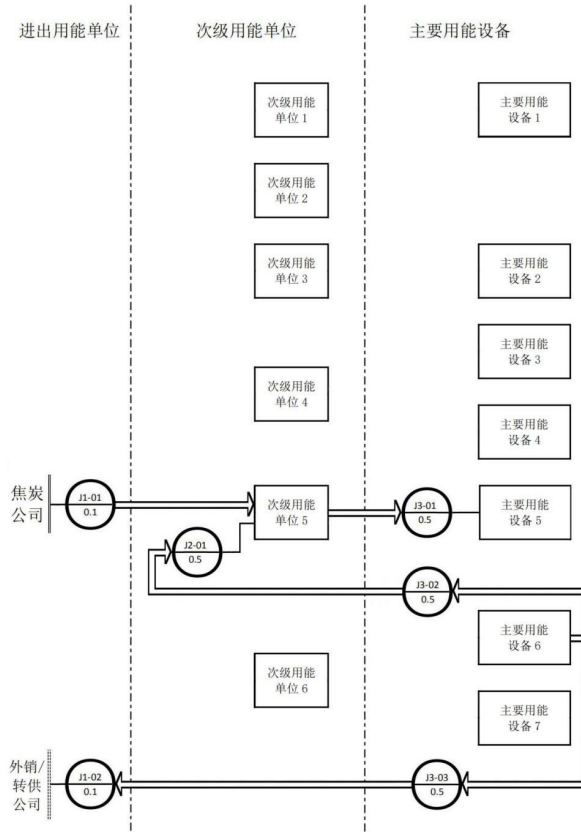 进出用能单位
次级用能单位
主要用能设备
次级用能
单位 1
主要用能
设备 1
次级用能
单位 2
次级用能
单位 3
主要用能
设备 2
主要用能
设备 3
次级用能
单位 4
主要用能
设备 4
焦炭
公司
J1-01
0.1
次级用能
单位 5
J3-01
0.5
主要用能
设备 5
J2-01
0.5
J3-02
0.5
主要用能
设备 6
次级用能
单位 6
主要用能
设备 7
外销/
转供
公司
J1-02
0.1
J3-03
0.5